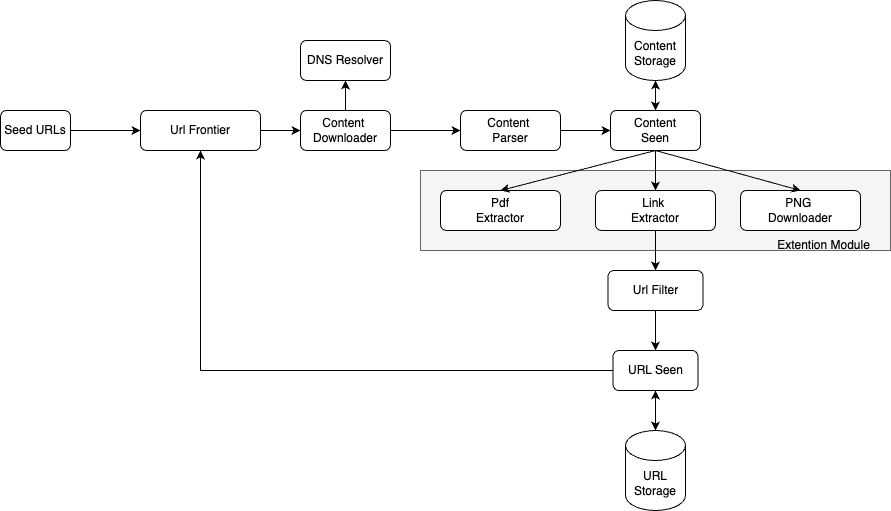 Content
Storage
DNS Resolver
Seed URLs
Url Frontier
Content
Downloader
Content
Parser
Content
Seen
Pdf
Extractor
Link
Extractor
PNG
Downloader
Extention Module
Url Filter
URL Seen
URL
Storage